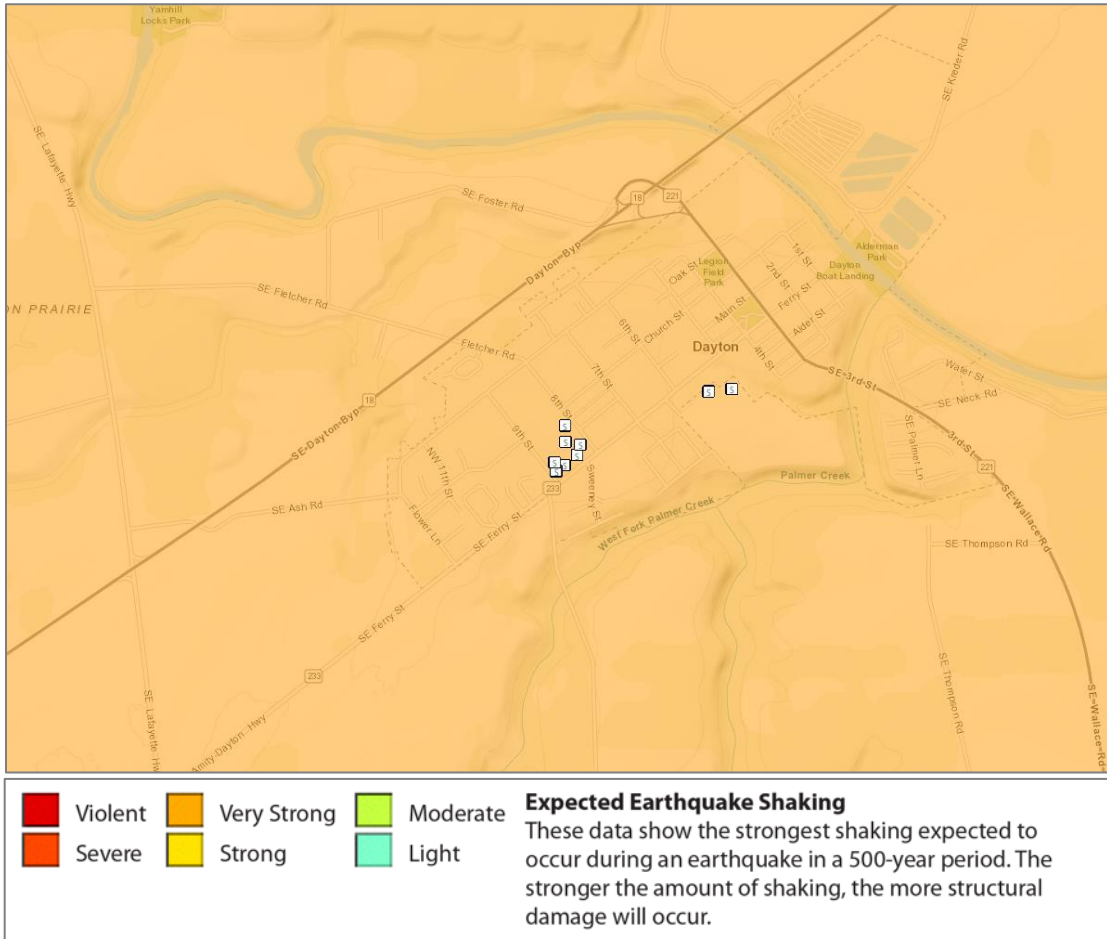 Yamhill
Locks Park
SE Kreder Rd
SE Lafayette Hwy
SE Foster Rd
18
221
Dayton-Byp
Alderman
Park
1st St
Legion
Field
Park
Oak St
2nd St
Dayton
Boat Landing
SE Fletcher Rd
Ferry St
Main St
ON PRAIRIE
6th St
Church St
Alder St
Fletcher Rd
Dayton
4th St
7th St
Water St
SE 3rd St
S
S
SE Neck Rd
18
8th St
S
SE-Dayton-Byp
9th St
S
S
S
S
S
S
3rd-St
SE Palmer Ln
NW 11th St
221
233
Sweeney St
Palmer Creek
SE Ash Rd
Flower Ln
SE Ferry St
West Fork Palmer Creek
SE-Wallace-Rd
SE Thompson Rd
SE Ferry St
233
SE Thompson Rd
SE Lafayette Hw
Amity-Dayton Hwy
SE-Wallace-Rd
Violent
Very Strong
Moderate
Severe
Strong
Light
Expected Earthquake Shaking
These data show the strongest shaking expected to
occur during an earthquake in a 500-year period. The
stronger the amount of shaking, the more structural
damage will occur.